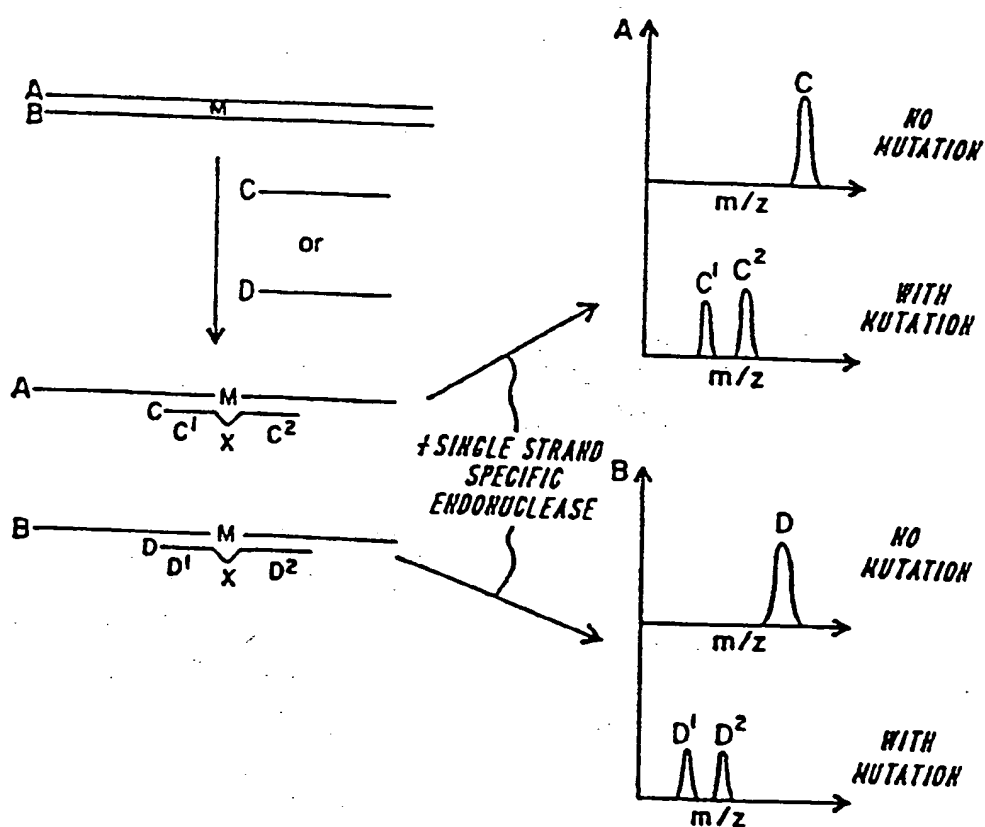 A
B
M
C
or
D
A
M
C
C¹
X
C²
B
M
D
D¹
X
D²
+SINGLE STRAND
SPECIFIC
ENDONUCLEASE
A
C
NO
MUTATION
m/z
C¹ C²
WITH
MUTATION
m/z
B
D
NO
MUTATION
m/z
D¹ D²
WITH
MUTATION
m/z